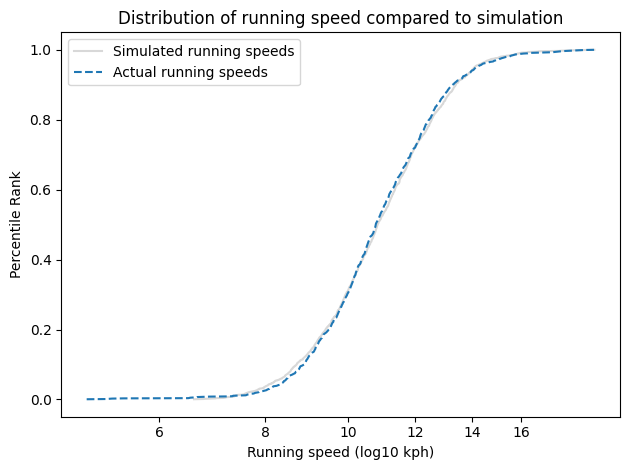 Distribution of running speed compared to simulation
Simulated running speeds
Actual running speeds
Percentile Rank
1.0
0.8
0.6
0.4
0.2
0.0
6 8 10 12 14 16
Running speed (log10 kph)